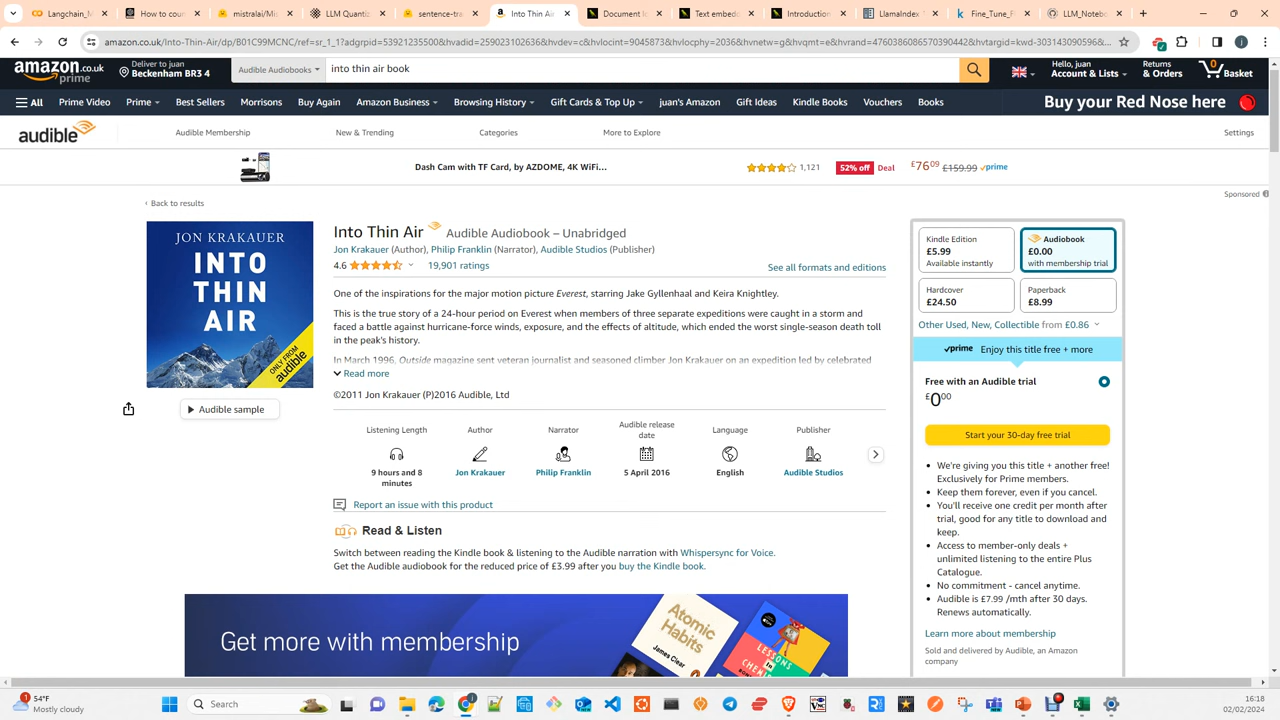 Langchain_M
How to coun
mistralai/Mis
LLM Quantiz
sentence-tra
Into Thin Air
Document lo
Text embedd
Introduction
LlamaIndex
Fine_Tune_F
LLM_Noteb
amazon.co.uk/Into-Thin-Air/dp/B01C99MCNC/ref=sr_1_1?adgrpid=53921235500&hvadid=259023102636&hvdev=c&hvlocint=9045873&hvlocphy=2036&hvnetw=g&hvqmt=e&hvrand=4760386086570390442&hvtargid=kwd-303143090596&...
amazon.co.uk
prime
Deliver to juan
Beckenham BR3 4
Audible Audiobooks
into thin air book
Hello, juan
Account & Lists
Returns
& Orders
0
Basket
All
Prime Video
Prime
Best Sellers
Morrisons
Buy Again
Amazon Business
Browsing History
Gift Cards & Top Up
juan's Amazon
Gift Ideas
Kindle Books
Vouchers
Books
Buy your Red Nose here
audible
Audible Membership
New & Trending
Categories
More to Explore
Settings
Dash Cam with TF Card, by AZDOME, 4K WiFi...
1,121
52% off
Deal
£76⁰⁹
£159.99
prime
Sponsored
‹ Back to results
JON KRAKAUER
INTO
THIN
AIR
ONLY FROM
audible
Audible sample
Into Thin Air Audible Audiobook – Unabridged
Jon Krakauer (Author), Philip Franklin (Narrator), Audible Studios (Publisher)
4.6
19,901 ratings
See all formats and editions
One of the inspirations for the major motion picture Everest, starring Jake Gyllenhaal and Keira Knightley.
This is the true story of a 24-hour period on Everest when members of three separate expeditions were caught in a storm and
faced a battle against hurricane-force winds, exposure, and the effects of altitude, which ended the worst single-season death toll
in the peak's history.
In March 1996, Outside magazine sent veteran journalist and seasoned climber Jon Krakauer on an expedition led by celebrated
Read more
©2011 Jon Krakauer (P)2016 Audible, Ltd
Listening Length
9 hours and 8
minutes
Author
Jon Krakauer
Narrator
Philip Franklin
Audible release
date
5 April 2016
Language
English
Publisher
Audible Studios
Report an issue with this product
Read & Listen
Switch between reading the Kindle book & listening to the Audible narration with Whispersync for Voice.
Get the Audible audiobook for the reduced price of £3.99 after you buy the Kindle book.
Get more with membership
Atomic
Habits
James Clear
LESSONS
IN
CHEMI
Kindle Edition
£5.99
Available instantly
Audiobook
£0.00
with membership trial
Hardcover
£24.50
Paperback
£8.99
Other Used, New, Collectible from £0.86
prime Enjoy this title free + more
Free with an Audible trial
£0⁰⁰
Start your 30-day free trial
• We're giving you this title + another free!
Exclusively for Prime members.
• Keep them forever, even if you cancel.
• You'll receive one credit per month after
trial, good for any title to download and
keep.
• Access to member-only deals +
unlimited listening to the entire Plus
Catalogue.
• No commitment - cancel anytime.
• Audible is £7.99 /mth after 30 days.
Renews automatically.
Learn more about membership
Sold and delivered by Audible, an Amazon
company
1
54°F
Mostly cloudy
Search
16:18
02/02/2024